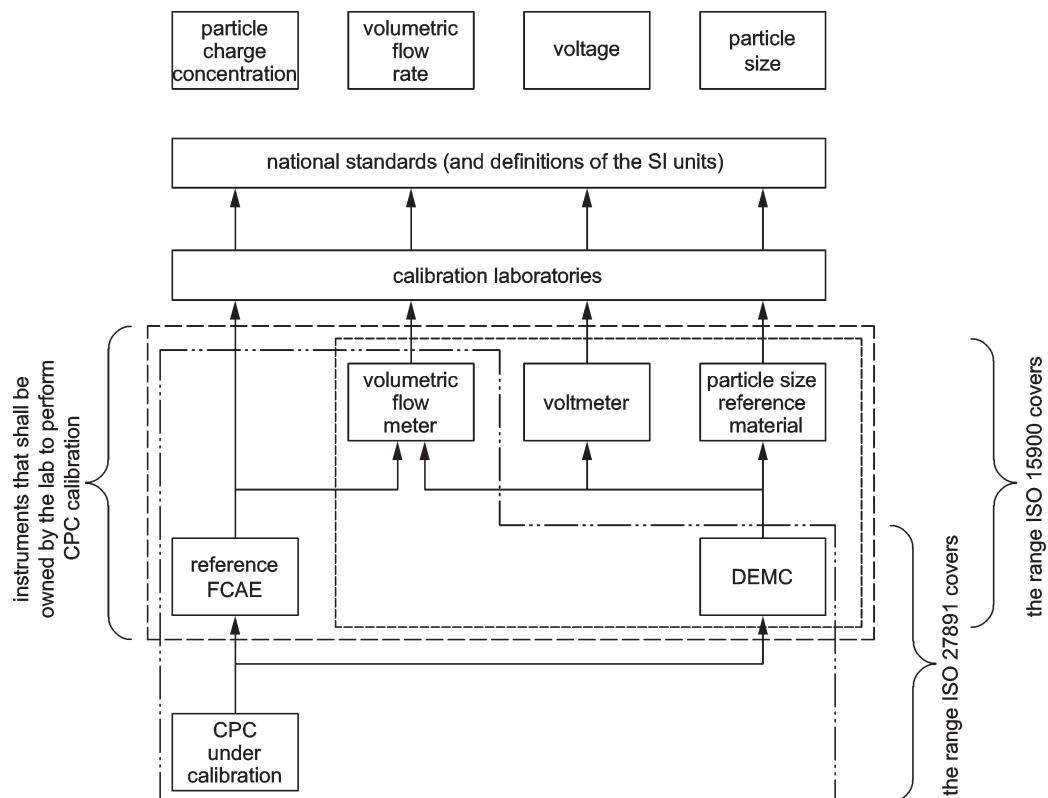 particle
charge
concentration
volumetric
flow
rate
voltage
particle
size
national standards (and definitions of the SI units)
calibration laboratories
instruments that shall be
owned by the lab to perform
CPC calibration
volumetric
flow
meter
voltmeter
particle size
reference
material
the range ISO 15900 covers
reference
FCAE
DEMC
the range ISO 27891 covers
CPC
under
calibration